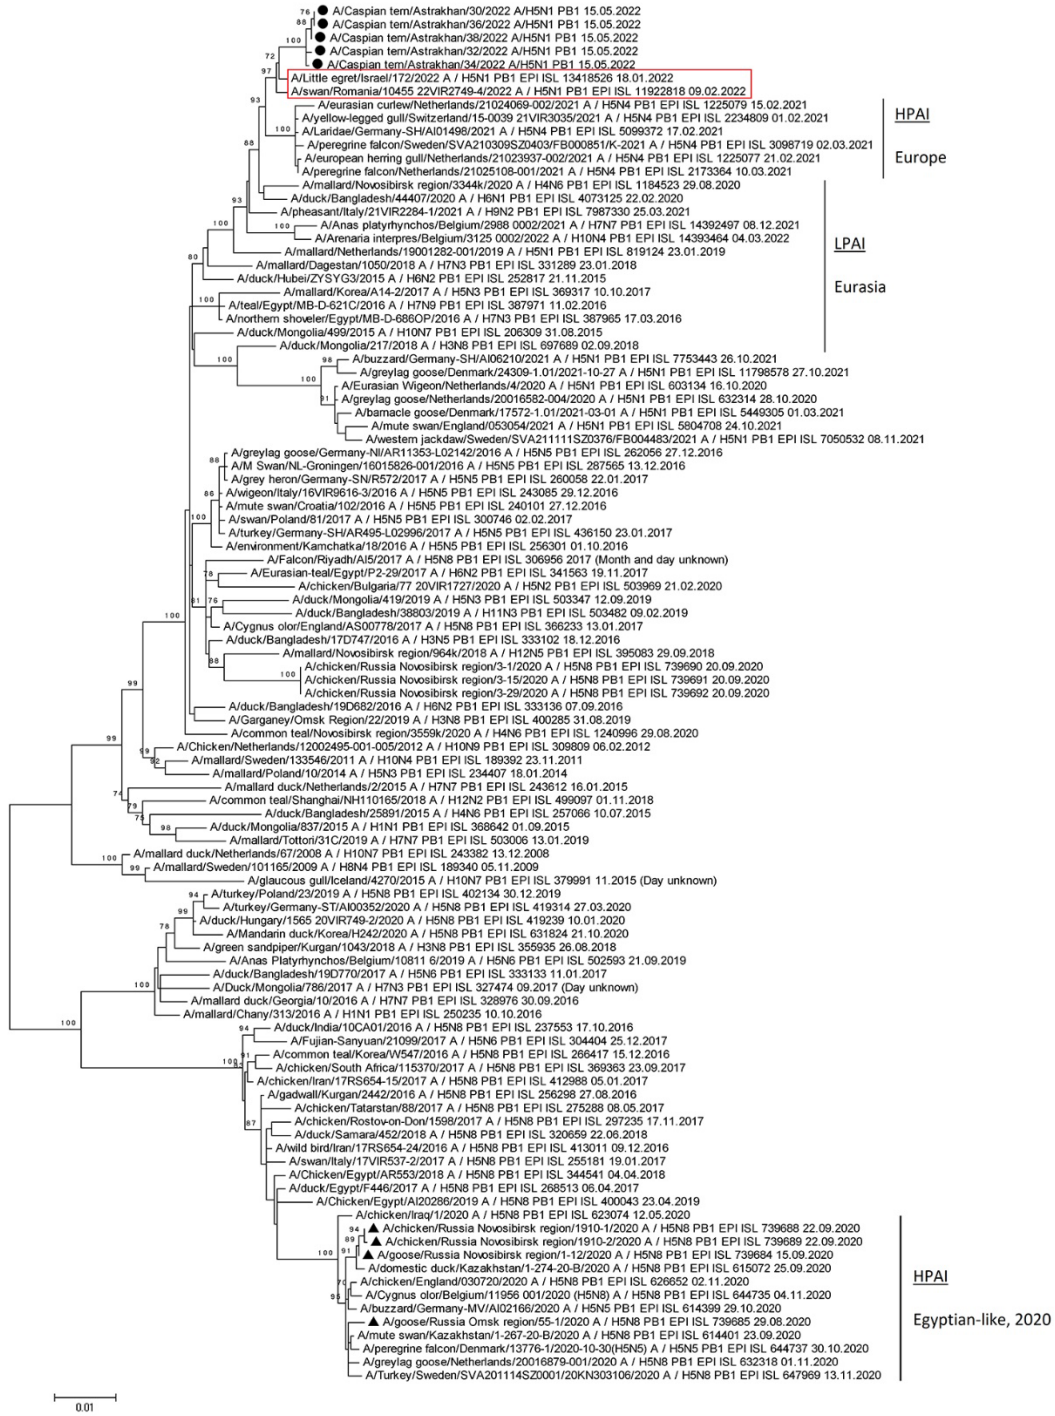 76
A/Caspian tern/Astrakhan/30/2022 A/H5N1 PB1 15.05.2022
88
A/Caspian tern/Astrakhan/36/2022 A/H5N1 PB1 15.05.2022
A/Caspian tern/Astrakhan/38/2022 A/H5N1 PB1 15.05.2022
100
A/Caspian tern/Astrakhan/32/2022 A/H5N1 PB1 15.05.2022
72
A/Caspian tern/Astrakhan/34/2022 A/H5N1 PB1 15.05.2022
97
A/Little egret/Israel/172/2022 A / H5N1 PB1 EPI ISL 13418526 18.01.2022
A/swan/Romania/10455 22VIR2749-4/2022 A / H5N1 PB1 EPI ISL 11922818 09.02.2022
93
A/eurasian curlew/Netherlands/21024069-002/2021 A / H5N4 PB1 EPI ISL 1225079 15.02.2021
A/yellow-legged gull/Switzerland/15-0039 21VIR3035/2021 A / H5N4 PB1 EPI ISL 2234809 01.02.2021
100
A/Laridae/Germany-SH/AI01498/2021 A / H5N4 PB1 EPI ISL 5099372 17.02.2021
A/peregrine falcon/Sweden/SVA210309SZ0403/FB000851/K-2021 A / H5N4 PB1 EPI ISL 3098719 02.03.2021
88
A/european herring gull/Netherlands/21023937-002/2021 A / H5N4 PB1 EPI ISL 1225077 21.02.2021
A/peregrine falcon/Netherlands/21025108-001/2021 A / H5N4 PB1 EPI ISL 2173364 10.03.2021
HPAI
Europe
A/mallard/Novosibirsk region/3344k/2020 A / H4N6 PB1 EPI ISL 1184523 29.08.2020
93
A/duck/Bangladesh/44407/2020 A / H6N1 PB1 EPI ISL 4073125 22.02.2020
A/pheasant/Italy/21VIR2284-1/2021 A / H9N2 PB1 EPI ISL 7987330 25.03.2021
100
A/Anas platyrhynchos/Belgium/2988 0002/2021 A / H7N7 PB1 EPI ISL 14392497 08.12.2021
100
A/Arenaria interpres/Belgium/3125 0002/2022 A / H10N4 PB1 EPI ISL 14393464 04.03.2022
A/mallard/Netherlands/19001282-001/2019 A / H5N1 PB1 EPI ISL 819124 23.01.2019
80
A/mallard/Dagestan/1050/2018 A / H7N3 PB1 EPI ISL 331289 23.01.2018
A/duck/Hubei/ZYSYG3/2015 A / H6N2 PB1 EPI ISL 252817 21.11.2015
A/mallard/Korea/A14-2/2017 A / H5N3 PB1 EPI ISL 369317 10.10.2017
100
A/teal/Egypt/MB-D-621C/2016 A / H7N9 PB1 EPI ISL 387971 11.02.2016
A/northern shoveler/Egypt/MB-D-686OP/2016 A / H7N3 PB1 EPI ISL 387965 17.03.2016
A/duck/Mongolia/499/2015 A / H10N7 PB1 EPI ISL 206309 31.08.2015
A/duck/Mongolia/217/2018 A / H3N8 PB1 EPI ISL 697689 02.09.2018
LPAI
Eurasia
100
98
A/buzzard/Germany-SH/AI06210/2021 A / H5N1 PB1 EPI ISL 7753443 26.10.2021
A/greylag goose/Denmark/24309-1.01/2021-10-27 A / H5N1 PB1 EPI ISL 11798578 27.10.2021
100
A/Eurasian Wigeon/Netherlands/4/2020 A / H5N1 PB1 EPI ISL 603134 16.10.2020
91
A/greylag goose/Netherlands/20016582-004/2020 A / H5N1 PB1 EPI ISL 632314 28.10.2020
A/barnacle goose/Denmark/17572-1.01/2021-03-01 A / H5N1 PB1 EPI ISL 5449305 01.03.2021
A/mute swan/England/053054/2021 A / H5N1 PB1 EPI ISL 5804708 24.10.2021
A/western jackdaw/Sweden/SVA211111SZ0376/FB004483/2021 A / H5N1 PB1 EPI ISL 7050532 08.11.2021
A/greylag goose/Germany-NI/AR11353-L02142/2016 A / H5N5 PB1 EPI ISL 262056 27.12.2016
88
A/M Swan/NL-Groningen/16015826-001/2016 A / H5N5 PB1 EPI ISL 287565 13.12.2016
A/grey heron/Germany-SN/R572/2017 A / H5N5 PB1 EPI ISL 260058 22.01.2017
86
A/wigeon/Italy/16VIR9616-3/2016 A / H5N5 PB1 EPI ISL 243085 29.12.2016
A/mute swan/Croatia/102/2016 A / H5N5 PB1 EPI ISL 240101 27.12.2016
100
A/swan/Poland/81/2017 A / H5N5 PB1 EPI ISL 300746 02.02.2017
A/turkey/Germany-SH/AR495-L02996/2017 A / H5N5 PB1 EPI ISL 436150 23.01.2017
A/environment/Kamchatka/18/2016 A / H5N5 PB1 EPI ISL 256301 01.10.2016
A/Falcon/Riyadh/AI5/2017 A / H5N8 PB1 EPI ISL 306956 2017 (Month and day unknown)
78
A/Eurasian-teal/Egypt/P2-29/2017 A / H6N2 PB1 EPI ISL 341563 19.11.2017
A/chicken/Bulgaria/77 20VIR1727/2020 A / H5N2 PB1 EPI ISL 503969 21.02.2020
81
76
A/duck/Mongolia/419/2019 A / H5N3 PB1 EPI ISL 503347 12.09.2019
A/duck/Bangladesh/38803/2019 A / H11N3 PB1 EPI ISL 503482 09.02.2019
100
A/Cygnus olor/England/AS00778/2017 A / H5N8 PB1 EPI ISL 366233 13.01.2017
A/duck/Bangladesh/17D747/2016 A / H3N5 PB1 EPI ISL 333102 18.12.2016
A/mallard/Novosibirsk region/964k/2018 A / H12N5 PB1 EPI ISL 395083 29.09.2018
88
A/chicken/Russia Novosibirsk region/3-1/2020 A / H5N8 PB1 EPI ISL 739690 20.09.2020
100
A/chicken/Russia Novosibirsk region/3-15/2020 A / H5N8 PB1 EPI ISL 739691 20.09.2020
99
A/chicken/Russia Novosibirsk region/3-29/2020 A / H5N8 PB1 EPI ISL 739692 20.09.2020
A/duck/Bangladesh/19D682/2016 A / H6N2 PB1 EPI ISL 333136 07.09.2016
A/Garganey/Omsk Region/22/2019 A / H3N8 PB1 EPI ISL 400285 31.08.2019
A/common teal/Novosibirsk region/3559k/2020 A / H4N6 PB1 EPI ISL 1240996 29.08.2020
99
99
A/Chicken/Netherlands/12002495-001-005/2012 A / H10N9 PB1 EPI ISL 309809 06.02.2012
92
A/mallard/Sweden/133546/2011 A / H10N4 PB1 EPI ISL 189392 23.11.2011
A/mallard/Poland/10/2014 A / H5N3 PB1 EPI ISL 234407 18.01.2014
74
A/mallard duck/Netherlands/2/2015 A / H7N7 PB1 EPI ISL 243612 16.01.2015
79
A/common teal/Shanghai/NH110165/2018 A / H12N2 PB1 EPI ISL 499097 01.11.2018
75
A/duck/Bangladesh/25891/2015 A / H4N6 PB1 EPI ISL 257066 10.07.2015
98
A/duck/Mongolia/837/2015 A / H1N1 PB1 EPI ISL 368642 01.09.2015
A/mallard/Tottori/31C/2019 A / H7N7 PB1 EPI ISL 503006 13.01.2019
100
A/mallard duck/Netherlands/67/2008 A / H10N7 PB1 EPI ISL 243382 13.12.2008
99
A/mallard/Sweden/101165/2009 A / H8N4 PB1 EPI ISL 189340 05.11.2009
A/glaucous gull/Iceland/4270/2015 A / H10N7 PB1 EPI ISL 379991 11.2015 (Day unknown)
94
A/turkey/Poland/23/2019 A / H5N8 PB1 EPI ISL 402134 30.12.2019
99
A/turkey/Germany-ST/AI00352/2020 A / H5N8 PB1 EPI ISL 419314 27.03.2020
A/duck/Hungary/1565 20VIR749-2/2020 A / H5N8 PB1 EPI ISL 419239 10.01.2020
78
A/Mandarin duck/Korea/H242/2020 A / H5N8 PB1 EPI ISL 631824 21.10.2020
A/green sandpiper/Kurgan/1043/2018 A / H3N8 PB1 EPI ISL 355935 26.08.2018
A/Anas Platyrhynchos/Belgium/10811 6/2019 A / H5N6 PB1 EPI ISL 502593 21.09.2019
A/duck/Bangladesh/19D770/2017 A / H5N6 PB1 EPI ISL 333133 11.01.2017
100
A/Duck/Mongolia/786/2017 A / H7N3 PB1 EPI ISL 327474 09.2017 (Day unknown)
A/mallard duck/Georgia/10/2016 A / H7N7 PB1 EPI ISL 328976 30.09.2016
A/mallard/Chany/313/2016 A / H1N1 PB1 EPI ISL 250235 10.10.2016
100
94
A/duck/India/10CA01/2016 A / H5N8 PB1 EPI ISL 237553 17.10.2016
A/Fujian-Sanyuan/21099/2017 A / H5N6 PB1 EPI ISL 304404 25.12.2017
91
A/common teal/Korea/W547/2016 A / H5N8 PB1 EPI ISL 266417 15.12.2016
100
A/chicken/South Africa/115370/2017 A / H5N8 PB1 EPI ISL 369363 23.09.2017
A/chicken/Iran/17RS654-15/2017 A / H5N8 PB1 EPI ISL 412988 05.01.2017
A/gadwall/Kurgan/2442/2016 A / H5N8 PB1 EPI ISL 256298 27.08.2016
A/chicken/Tatarstan/88/2017 A / H5N8 PB1 EPI ISL 275288 08.05.2017
87
A/chicken/Rostov-on-Don/1598/2017 A / H5N8 PB1 EPI ISL 297235 17.11.2017
A/duck/Samara/452/2018 A / H5N8 PB1 EPI ISL 320659 22.06.2018
A/wild bird/Iran/17RS654-24/2016 A / H5N8 PB1 EPI ISL 413011 09.12.2016
A/swan/Italy/17VIR537-2/2017 A / H5N8 PB1 EPI ISL 255181 19.01.2017
A/Chicken/Egypt/AR553/2018 A / H5N8 PB1 EPI ISL 344541 04.04.2018
A/duck/Egypt/F446/2017 A / H5N8 PB1 EPI ISL 268513 06.04.2017
A/Chicken/Egypt/AI20286/2019 A / H5N8 PB1 EPI ISL 400043 23.04.2019
A/chicken/Iraq/1/2020 A / H5N8 PB1 EPI ISL 623074 12.05.2020
94
A/chicken/Russia Novosibirsk region/1910-1/2020 A / H5N8 PB1 EPI ISL 739688 22.09.2020
89
A/chicken/Russia Novosibirsk region/1910-2/2020 A / H5N8 PB1 EPI ISL 739689 22.09.2020
91
A/goose/Russia Novosibirsk region/1-12/2020 A / H5N8 PB1 EPI ISL 739684 15.09.2020
100
A/domestic duck/Kazakhstan/1-274-20-B/2020 A / H5N8 PB1 EPI ISL 615072 25.09.2020
A/chicken/England/030720/2020 A / H5N8 PB1 EPI ISL 626652 02.11.2020
A/Cygnus olor/Belgium/11956 001/2020 (H5N8) A / H5N8 PB1 EPI ISL 644735 04.11.2020
A/buzzard/Germany-MV/AI02166/2020 A / H5N5 PB1 EPI ISL 614399 29.10.2020
A/goose/Russia Omsk region/55-1/2020 A / H5N8 PB1 EPI ISL 739685 29.08.2020
A/mute swan/Kazakhstan/1-267-20-B/2020 A / H5N8 PB1 EPI ISL 614401 23.09.2020
A/peregrine falcon/Denmark/13776-1/2020-10-30(H5N5) A / H5N5 PB1 EPI ISL 644737 30.10.2020
A/greylag goose/Netherlands/20016879-001/2020 A / H5N8 PB1 EPI ISL 632318 01.11.2020
A/Turkey/Sweden/SVA201114SZ0001/20KN303106/2020 A / H5N8 PB1 EPI ISL 647969 13.11.2020
HPAI
Egyptian-like, 2020
0.01